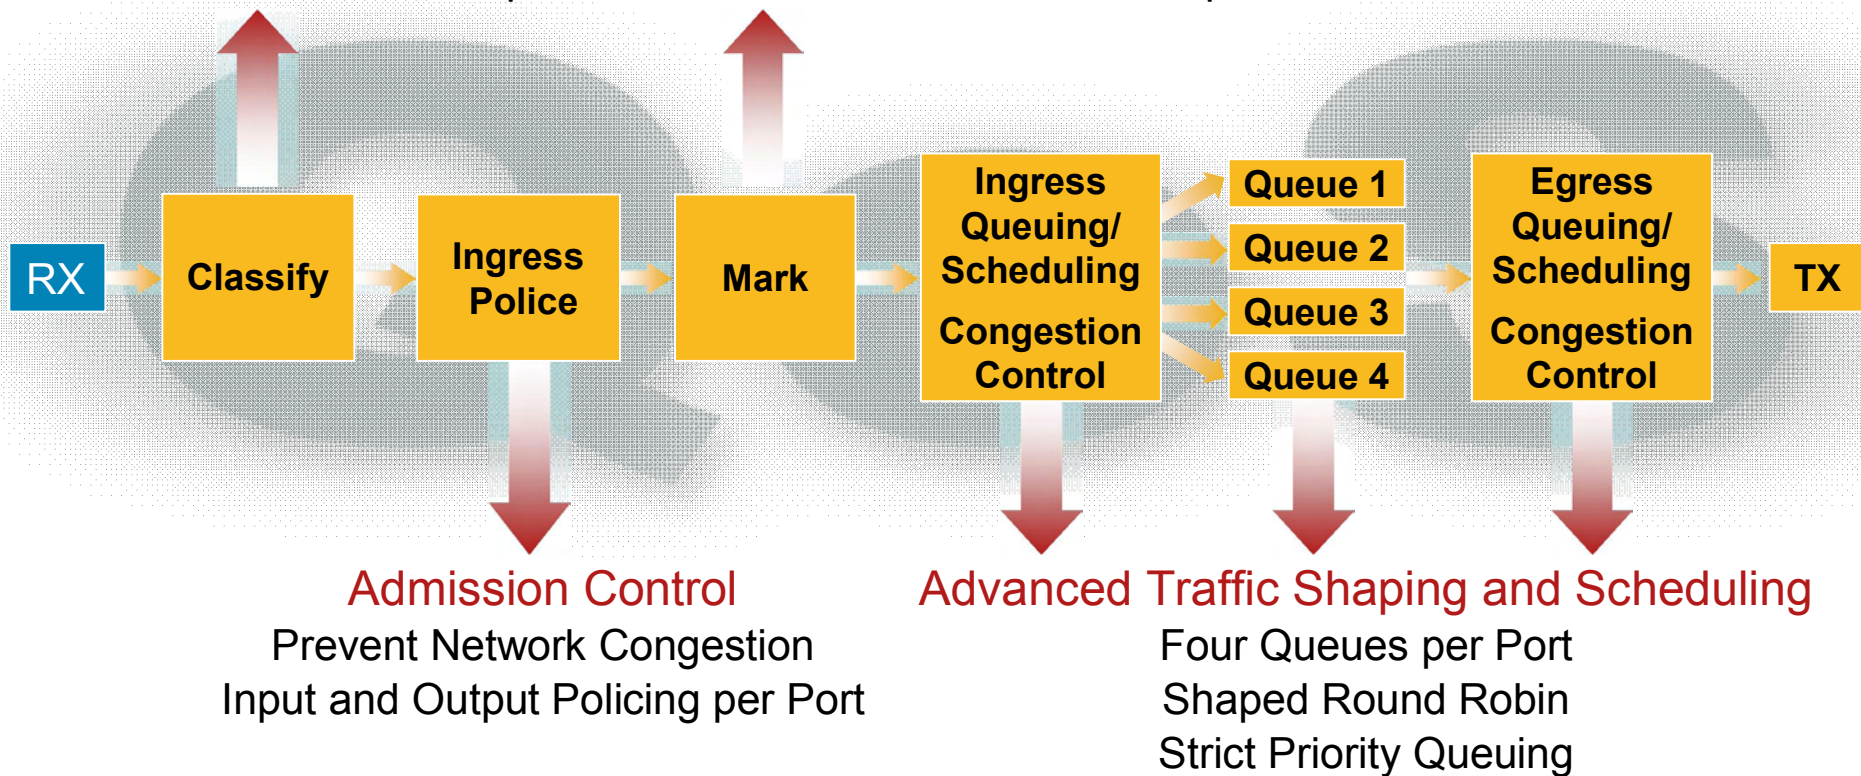 RX
Classify
Ingress
Police
Mark
Ingress
Queuing/
Scheduling
Congestion
Control
Queue 1
Queue 2
Queue 3
Queue 4
Egress
Queuing/
Scheduling
Congestion
Control
TX
Admission Control
Prevent Network Congestion
Input and Output Policing per Port
Advanced Traffic Shaping and Scheduling
Four Queues per Port
Shaped Round Robin
Strict Priority Queuing